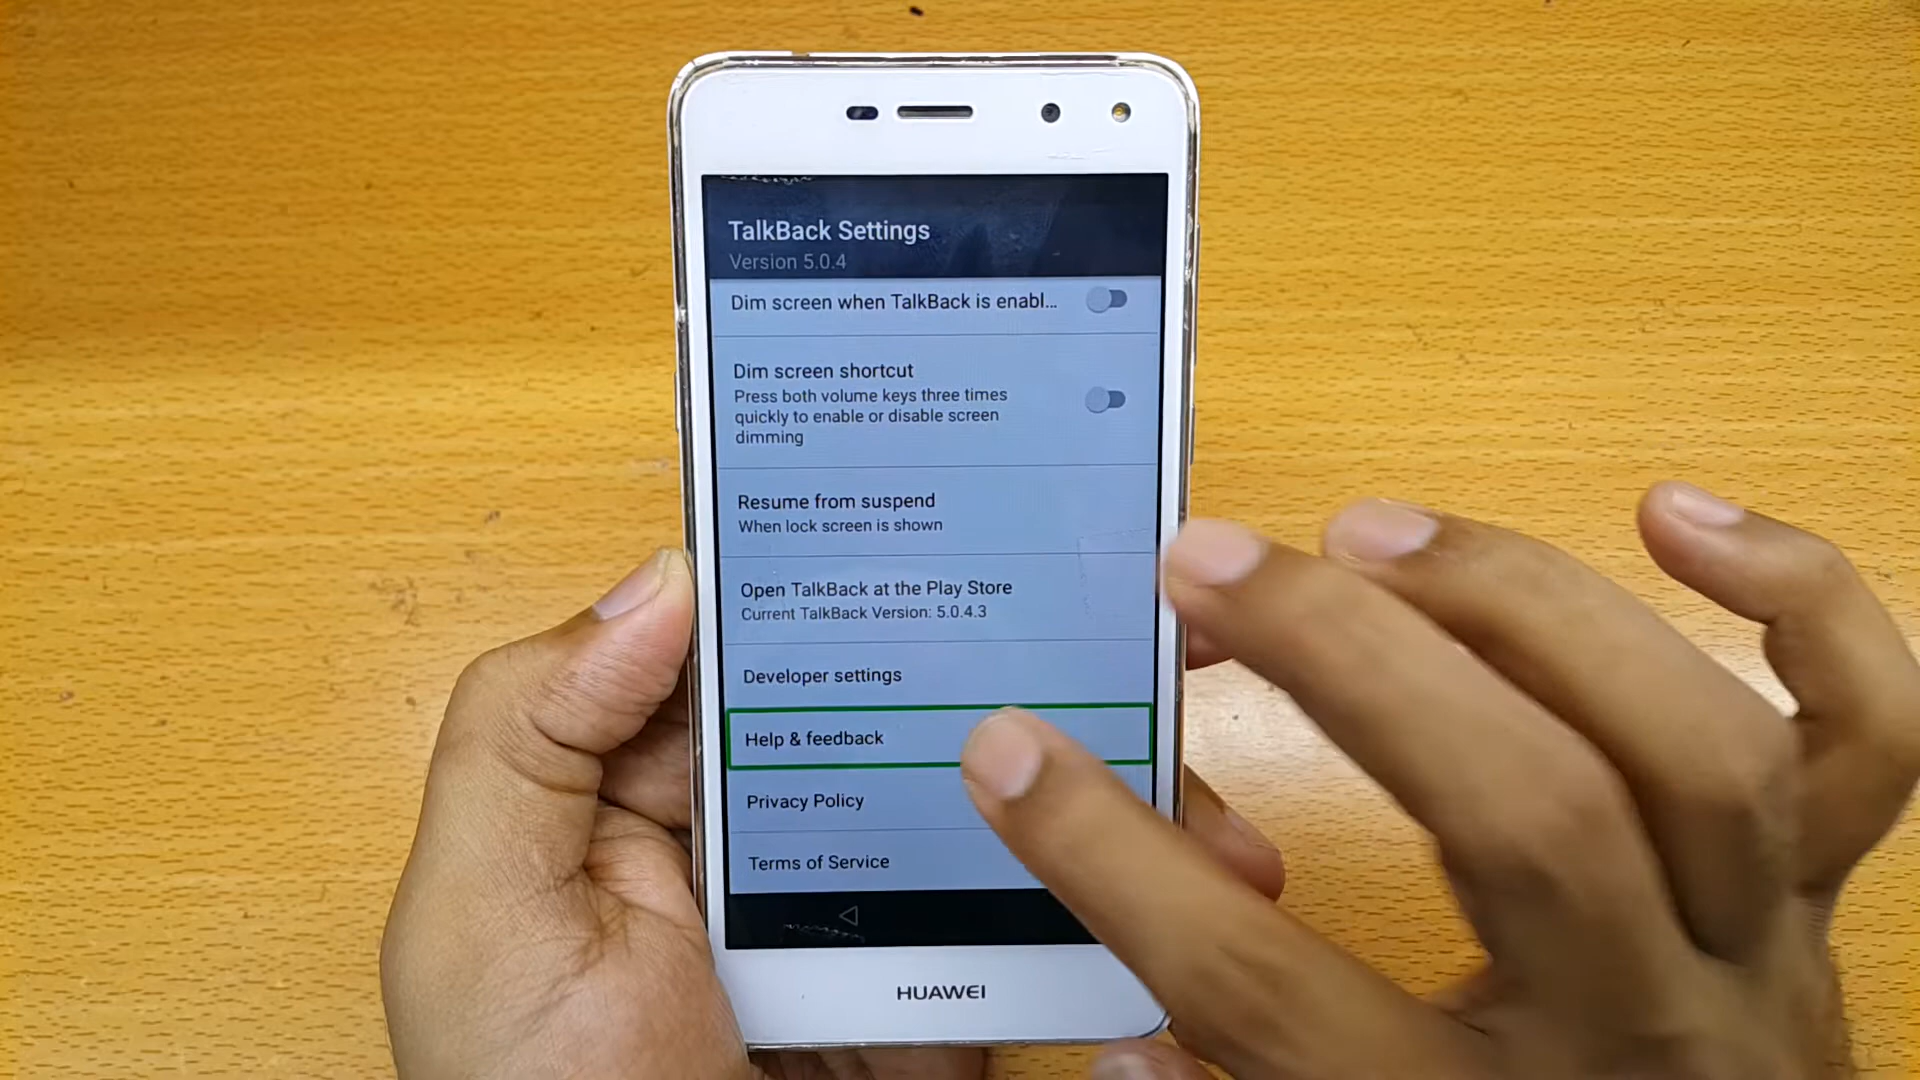 TalkBack Settings
Version 5.0.4
Dim screen when TalkBack is enabl...
Dim screen shortcut
Press both volume keys three times
quickly to enable or disable screen
dimming
Resume from suspend
When lock screen is shown
Open TalkBack at the Play Store
Current TalkBack Version: 5.0.4.3
Developer settings
Help & feedback
Privacy Policy
Terms of Service
HUAWEI